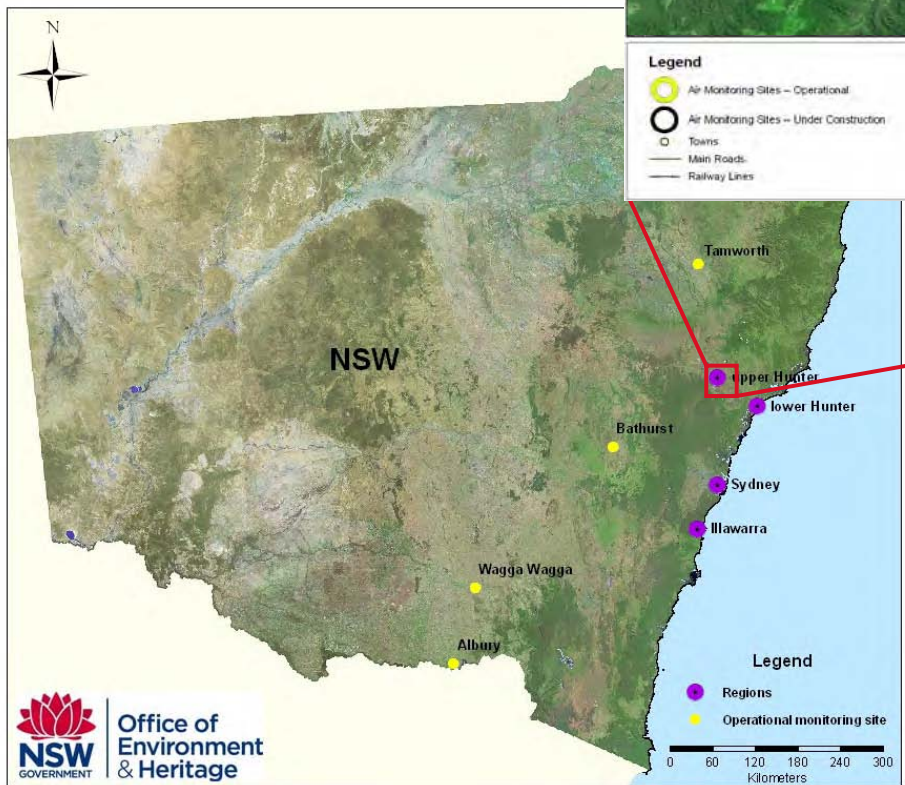 N
Legend
Air Monitoring Sites – Operational
Air Monitoring Sites – Under Construction
Towns
Main Roads
Railway Lines
Tamworth
NSW
upper Hunter
lower Hunter
Bathurst
Sydney
Illawarra
Wagga Wagga
Albury
Legend
Regions
Operational monitoring site
0 60 120 180 240 300
Kilometers
NSW
GOVERNMENT
Office of
Environment
& Heritage